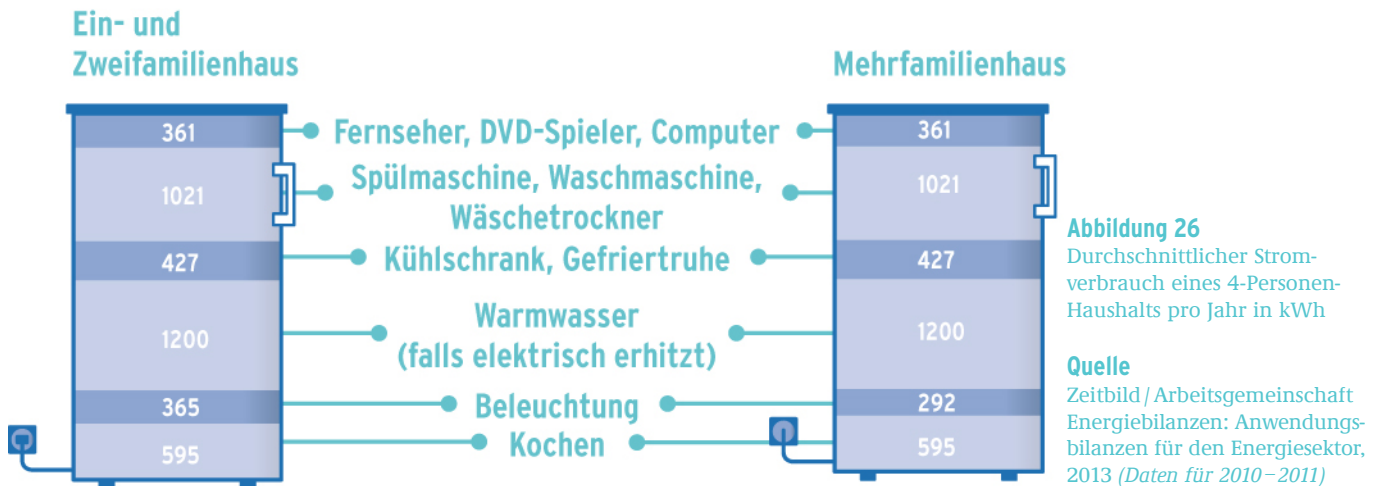 Ein- und
Zweifamilienhaus
Mehrfamilienhaus
361
Fernseher, DVD-Spieler, Computer
361
1021
Spülmaschine, Waschmaschine,
Wäschetrockner
1021
427
Kühlschrank, Gefriertruhe
427
1200
Warmwasser
(falls elektrisch erhitzt)
1200
365
Beleuchtung
292
595
Kochen
595
Abbildung 26
Durchschnittlicher Strom-
verbrauch eines 4-Personen-
Haushalts pro Jahr in kWh
Quelle
Zeitbild / Arbeitsgemeinschaft
Energiebilanzen: Anwendungs-
bilanzen für den Energiesektor,
2013 (Daten für 2010–2011)